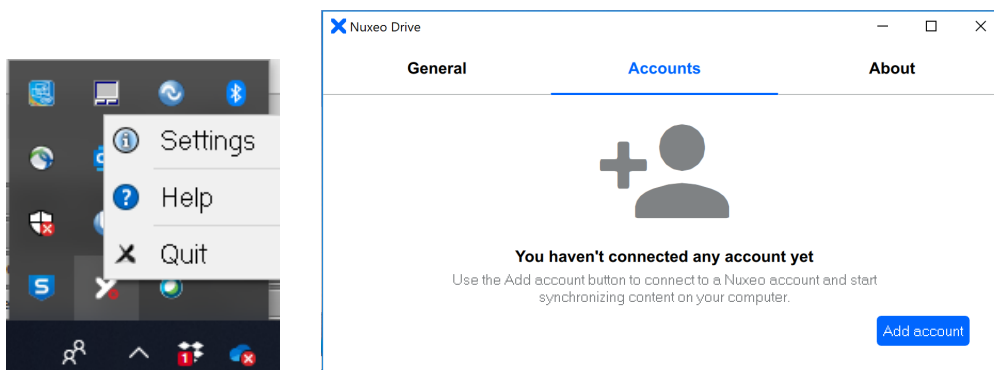 Settings
Help
Quit
1
Nuxeo Drive
General Accounts About
You haven't connected any account yet
Use the Add account button to connect to a Nuxeo account and start
synchronizing content on your computer.
Add account